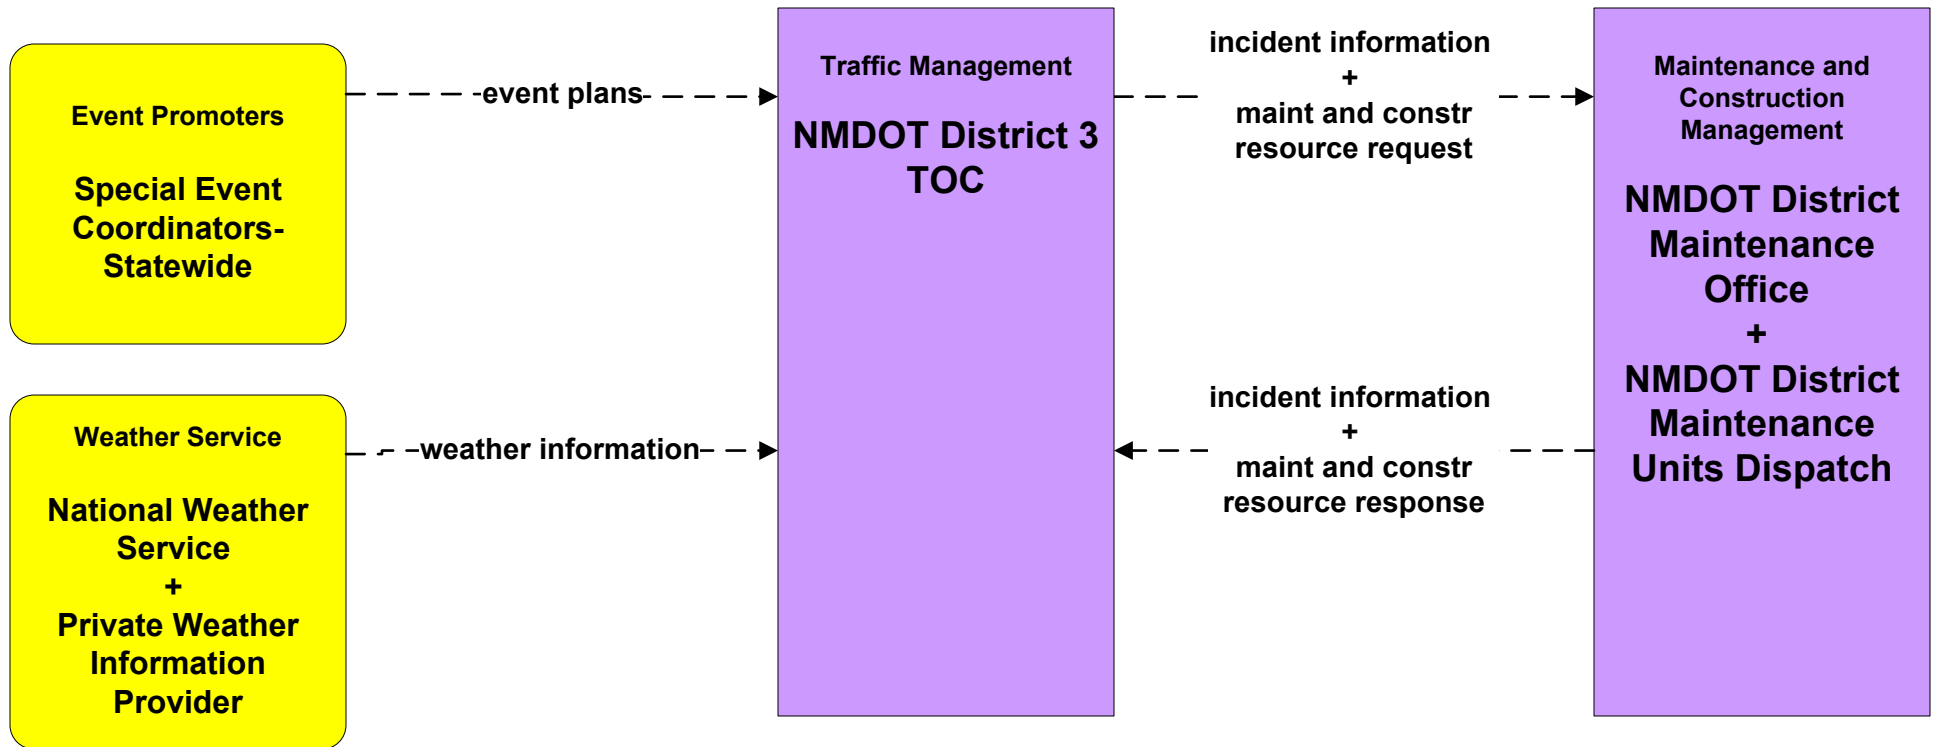 Event Promoters
Special Event
Coordinators-
Statewide
event plans
Weather Service
National Weather
Service
+
Private Weather
Information
Provider
weather information
Traffic Management
NMDOT District 3
TOC
incident information
+
maint and constr
resource request
incident information
+
maint and constr
resource response
Maintenance and
Construction
Management
NMDOT District
Maintenance
Office
+
NMDOT District
Maintenance
Units Dispatch